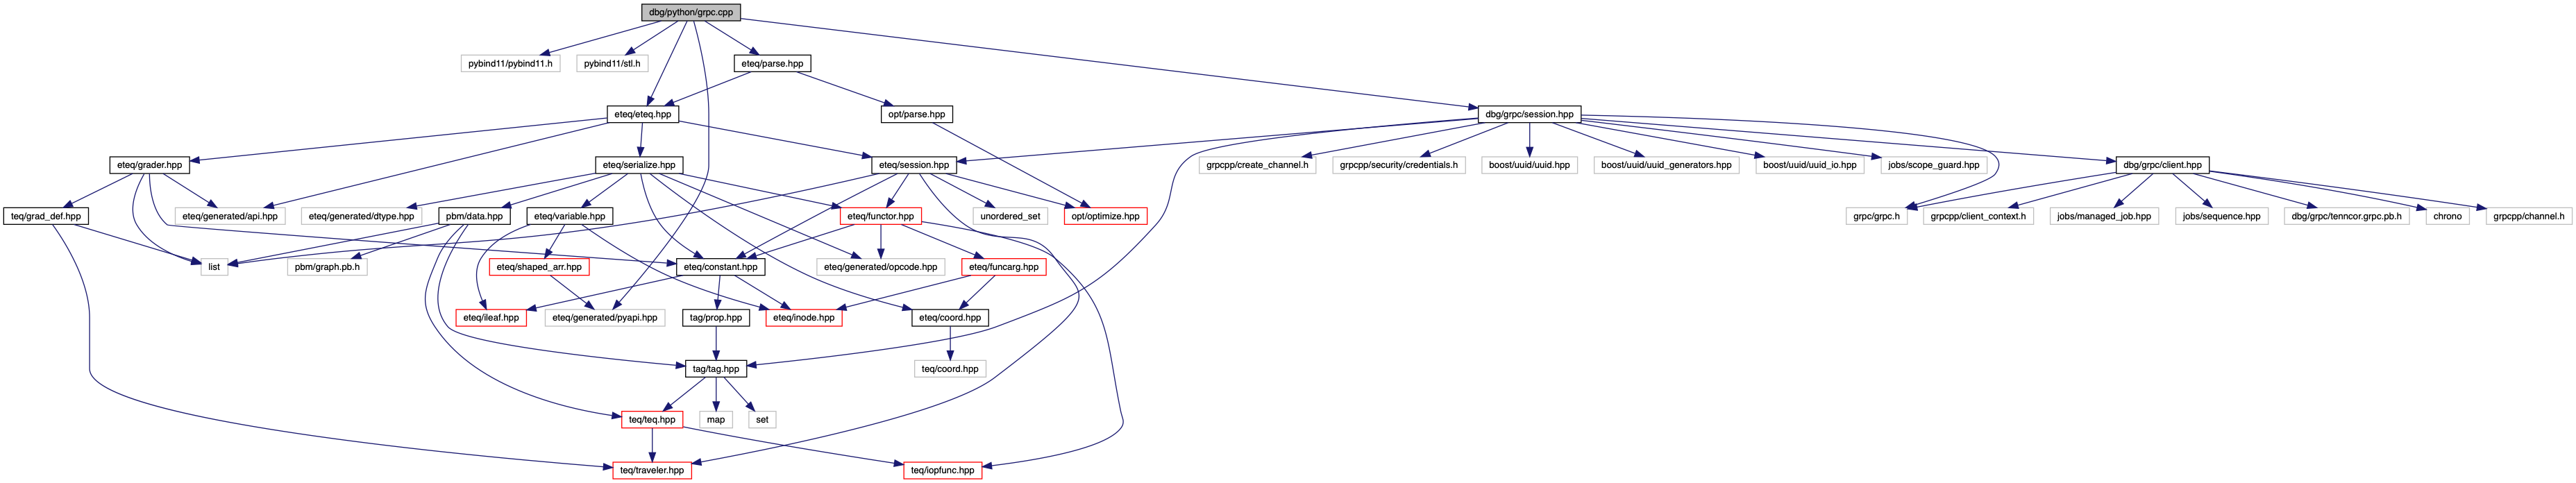 dbg/python/grpc.cpp
pybind11/pybind11.h
pybind11/stl.h
eteq/parse.hpp
eteq/eteq.hpp
opt/parse.hpp
dbg/grpc/session.hpp
eteq/grader.hpp
eteq/serialize.hpp
eteq/session.hpp
grpcpp/create_channel.h
grpcpp/security/credentials.h
boost/uuid/uuid.hpp
boost/uuid/uuid_generators.hpp
boost/uuid/uuid_io.hpp
jobs/scope_guard.hpp
dbg/grpc/client.hpp
teq/grad_def.hpp
eteq/generated/api.hpp
eteq/generated/dtype.hpp
pbm/data.hpp
eteq/variable.hpp
eteq/functor.hpp
unordered_set
opt/optimize.hpp
grpc/grpc.h
grpcpp/client_context.h
jobs/managed_job.hpp
jobs/sequence.hpp
dbg/grpc/tenncor.grpc.pb.h
chrono
grpcpp/channel.h
list
pbm/graph.pb.h
eteq/shaped_arr.hpp
eteq/constant.hpp
eteq/generated/opcode.hpp
eteq/funcarg.hpp
eteq/ileaf.hpp
eteq/generated/pyapi.hpp
tag/prop.hpp
eteq/inode.hpp
eteq/coord.hpp
tag/tag.hpp
teq/coord.hpp
teq/teq.hpp
map
set
teq/traveler.hpp
teq/iopfunc.hpp